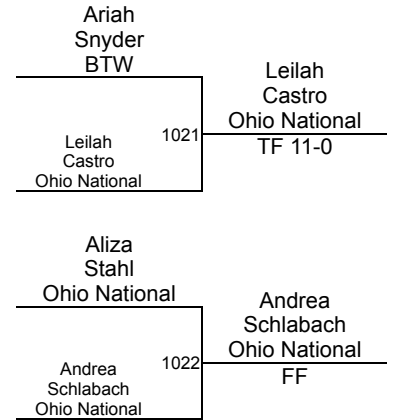 Ariah
Snyder
BTW
Leilah
Castro
Ohio National
1021
Leilah
Castro
Ohio National
TF 11-0
Aliza
Stahl
Ohio National
Andrea
Schlabach
Ohio National
1022
Andrea
Schlabach
Ohio National
FF